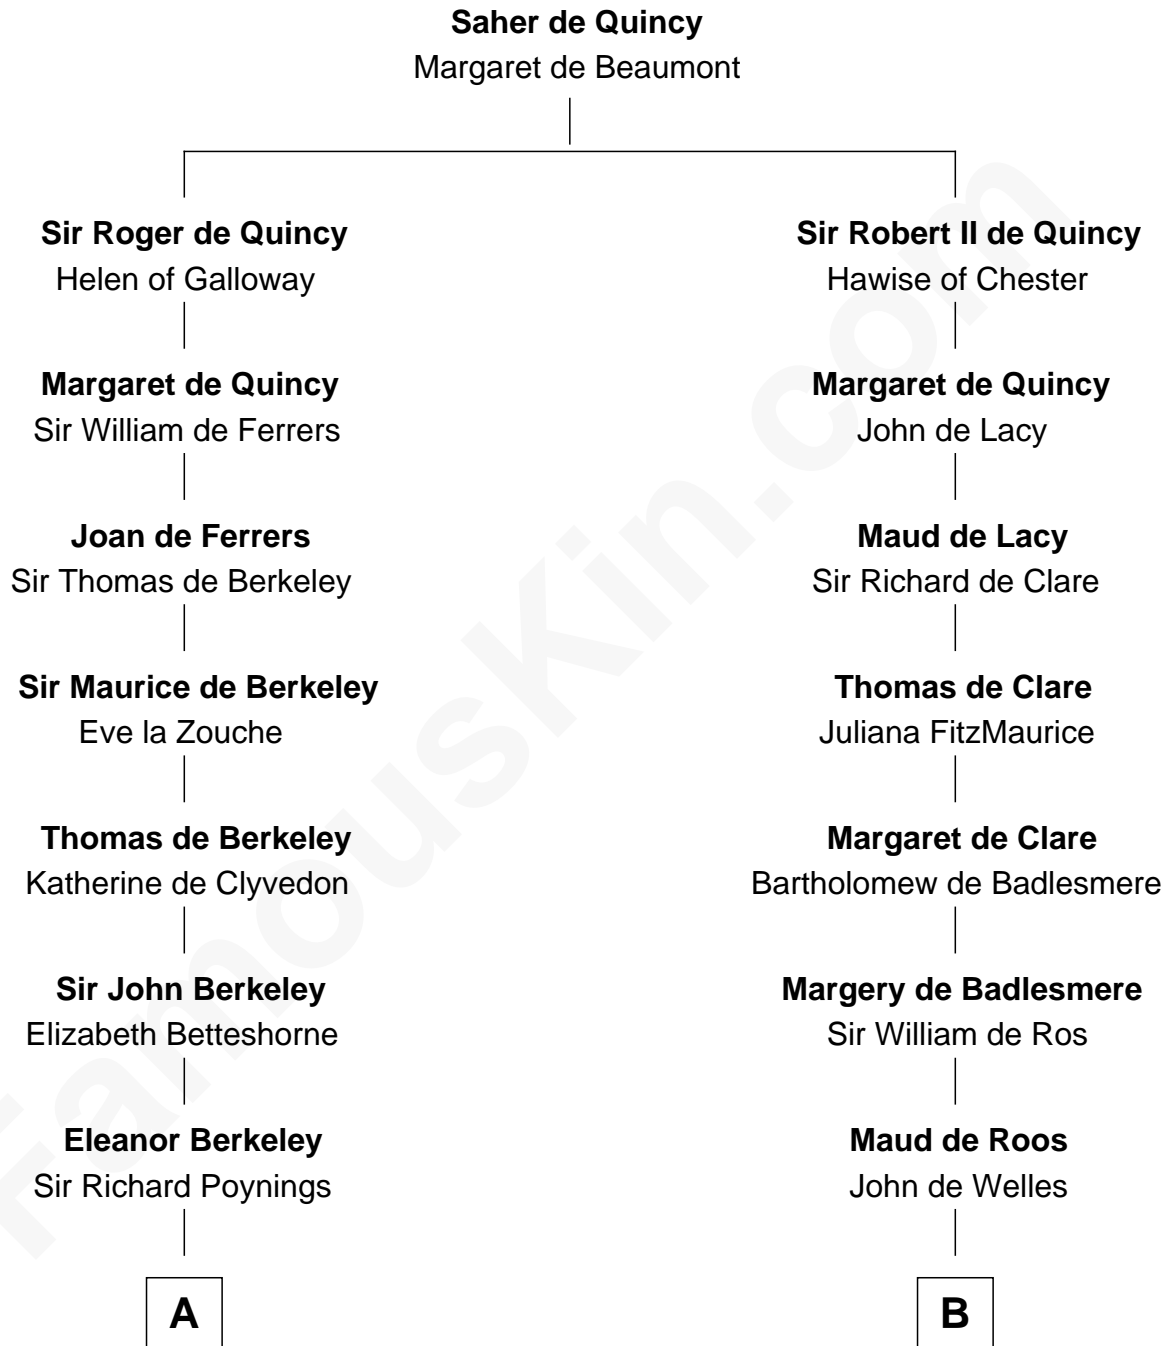 Saher de Quincy
Margaret de Beaumont
Sir Roger de Quincy
Helen of Galloway
Sir Robert II de Quincy
Hawise of Chester
Margaret de Quincy
Sir William de Ferrers
Margaret de Quincy
John de Lacy
Joan de Ferrers
Sir Thomas de Berkeley
Maud de Lacy
Sir Richard de Clare
Sir Maurice de Berkeley
Eve la Zouche
Thomas de Clare
Juliana FitzMaurice
Thomas de Berkeley
Katherine de Clyvedon
Margaret de Clare
Bartholomew de Badlesmere
Sir John Berkeley
Elizabeth Betteshorne
Margery de Badlesmere
Sir William de Ros
Eleanor Berkeley
Sir Richard Poynings
Maud de Roos
John de Welles
A
B
FamousKin.com